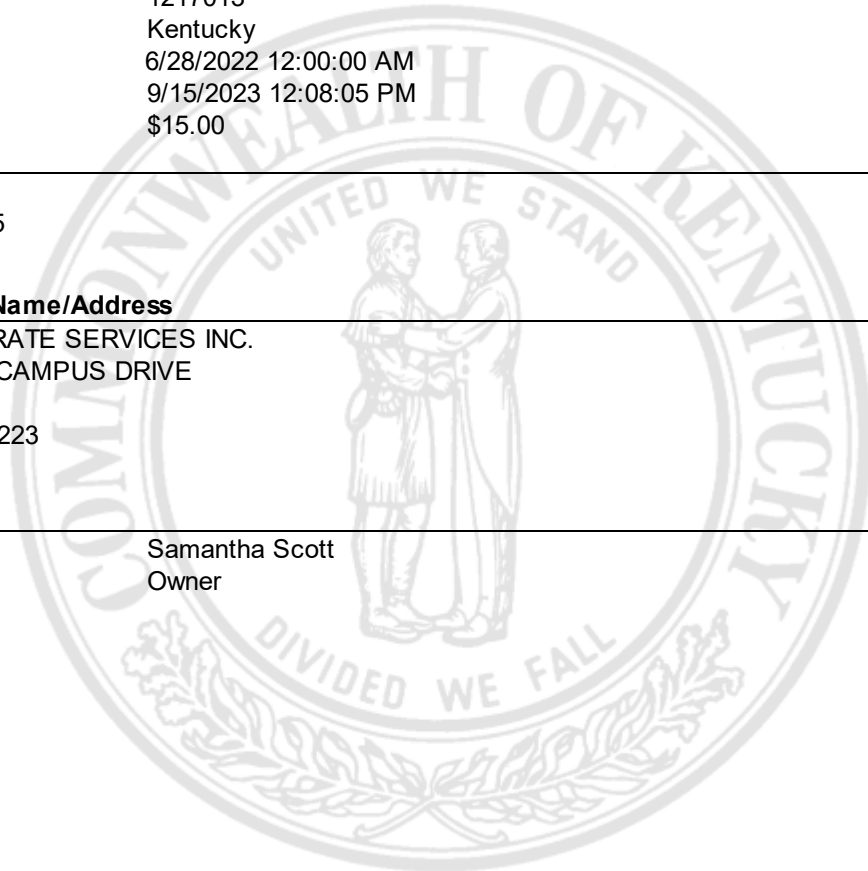 Kentucky
6/28/2022 12:00:00 AM
9/15/2023 12:08:05 PM
$15.00
5
Name/Address
RATE SERVICES INC.
CAMPUS DRIVE
223
Samantha Scott
Owner
COMMONWEALTH OF KENTUCKY
UNITED WE STAND
DIVIDED WE FALL